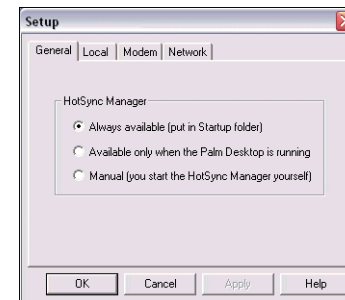 Setup
General Local Modem Network
HotSync Manager
Always available (put in Startup folder)
Available only when the Palm Desktop is running
Manual (you start the HotSync Manager yourself)
OK Cancel Apply Help